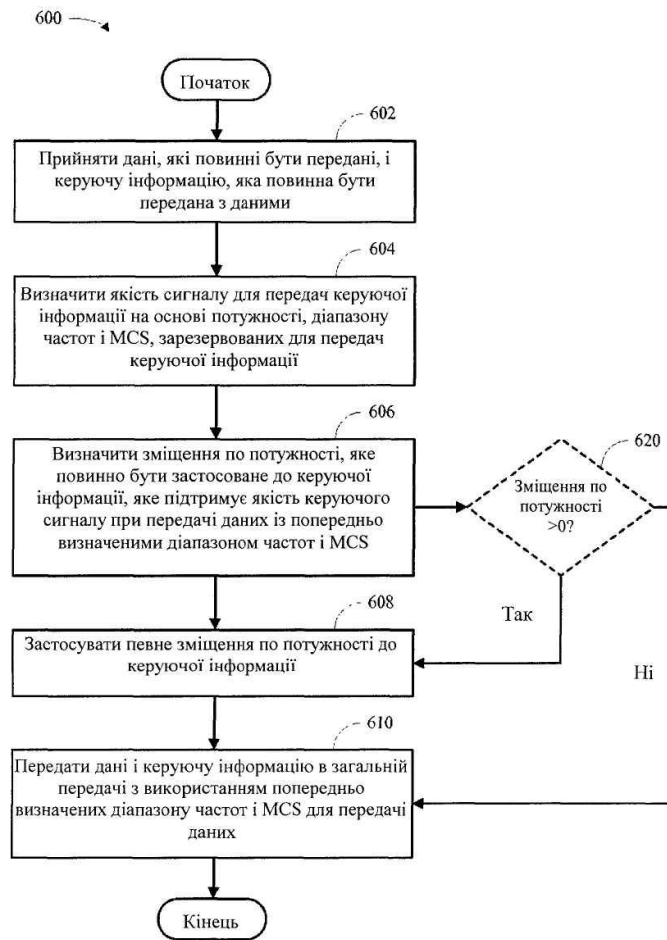 600
Початок
602
Прийняти дані, які повинні бути передані, і
керуючу інформацію, яка повинна бути
передана з даними
604
Визначити якість сигналу для передач керуючої
інформації на основі потужності, діапазону
частот і MCS, зарезервованих для передач
керуючої інформації
606
Визначити зміщення по потужності, яке
повинно бути застосоване до керуючої
інформації, яке підтримує якість керуючого
сигналу при передачі даних із попередньо
визначеними діапазоном частот і MCS
620
Зміщення по
потужності
>0?
Так
Ні
608
Застосувати певне зміщення по потужності до
керуючої інформації
610
Передати дані і керуючу інформацію в загальній
передачі з використанням попередньо
визначених діапазону частот і MCS для передачі
даних
Кінець